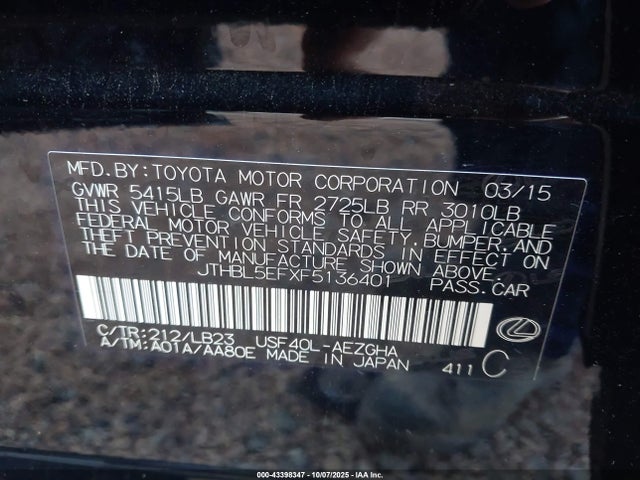 MFD.BY:TOYOTA MOTOR CORPORATION 03/15
GVWR 5415LB GAWR FR 2725LB RR 3010LB
THIS VEHICLE CONFORMS TO ALL APPLICABLE
FEDERAL MOTOR VEHICLE SAFETY,BUMPER,AND
THEFT PREVENTION STANDARDS IN EFFECT ON
THE DATE OF MANUFACTURE SHOWN ABOVE.
JTHBL5EFXF5136401 PASS.CAR
C/TR:212/LB23 USF40L-AEZGHA
A/TM:A01A/AA80E MADE IN JAPAN 411 C
000-43398347 - 10/07/2025 - IAA Inc.